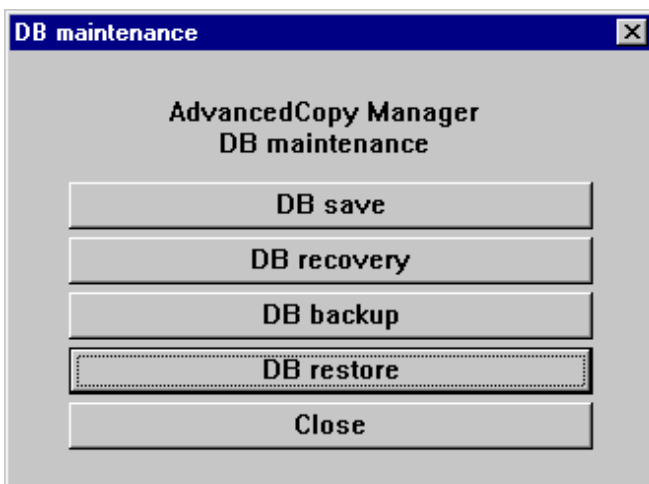 DB maintenance
AdvancedCopy Manager
DB maintenance
DB save
DB recovery
DB backup
DB restore
Close